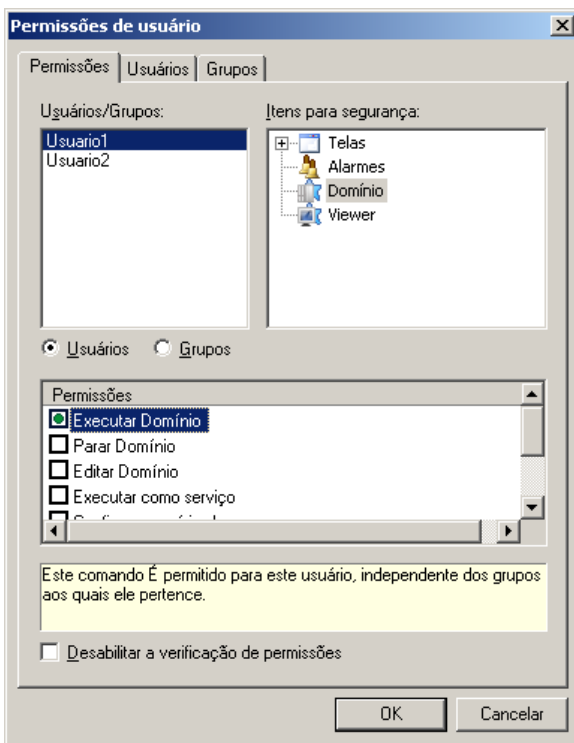 Permissões de usuário
Permissões Usuários Grupos
Usuários/Grupos:
Usuario1
Usuario2
Itens para segurança:
Telas
Alarmes
Domínio
Viewer
Usuários Grupos
Permissões
Executar Domínio
Parar Domínio
Editar Domínio
Executar como serviço
Este comando É permitido para este usuário, independente dos grupos
aos quais ele pertence.
Desabilitar a verificação de permissões
OK Cancelar